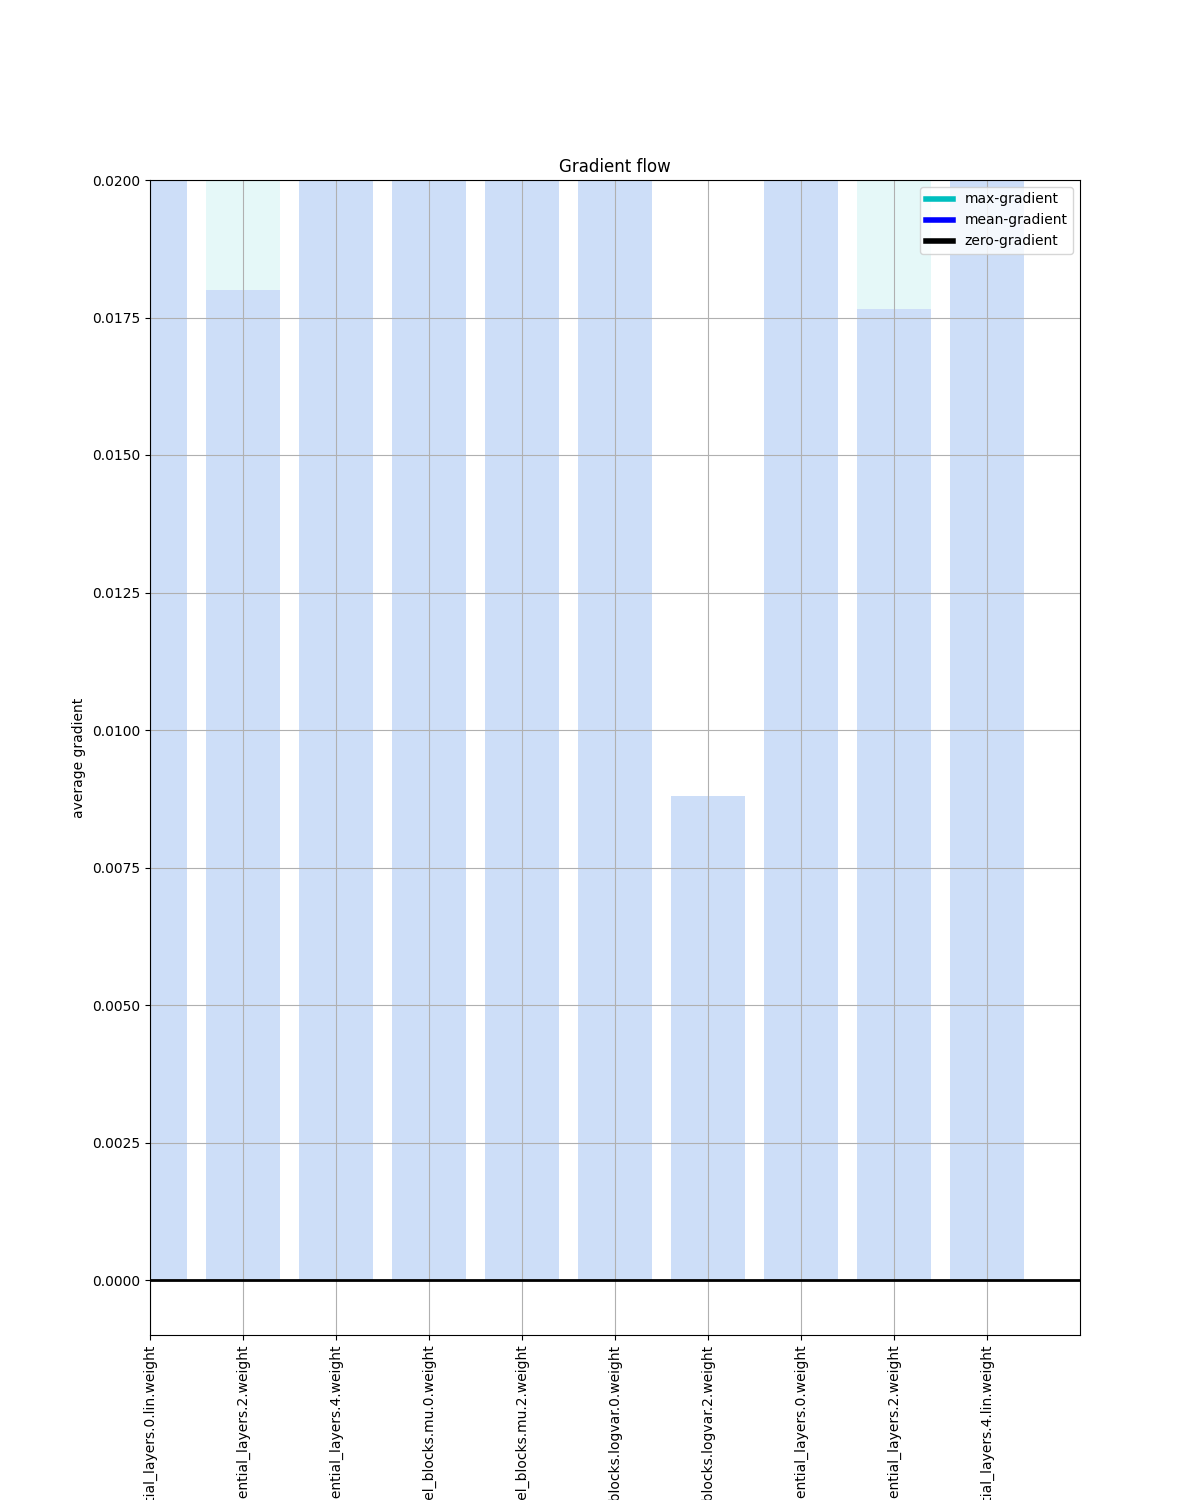 Gradient flow
max-gradient
mean-gradient
zero-gradient
average gradient
0.0200
0.0175
0.0150
0.0125
0.0100
0.0075
0.0050
0.0025
0.0000
tial_layers.0.lin.weight
ential_layers.2.weight
ential_layers.4.weight
el_blocks.mu.0.weight
el_blocks.mu.2.weight
blocks.logvar.0.weight
blocks.logvar.2.weight
ential_layers.0.weight
ential_layers.2.weight
tial_layers.4.lin.weight